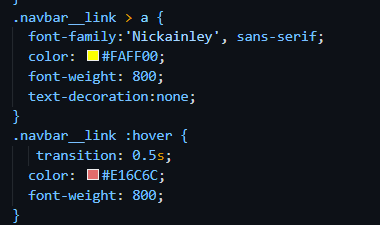 }
.navbar__link > a {
font-family:'Nickainley', sans-serif;
color: #FAFF00;
font-weight: 800;
text-decoration:none;
}
.navbar__link :hover {
transition: 0.5s;
color: #E16C6C;
font-weight: 800;
}